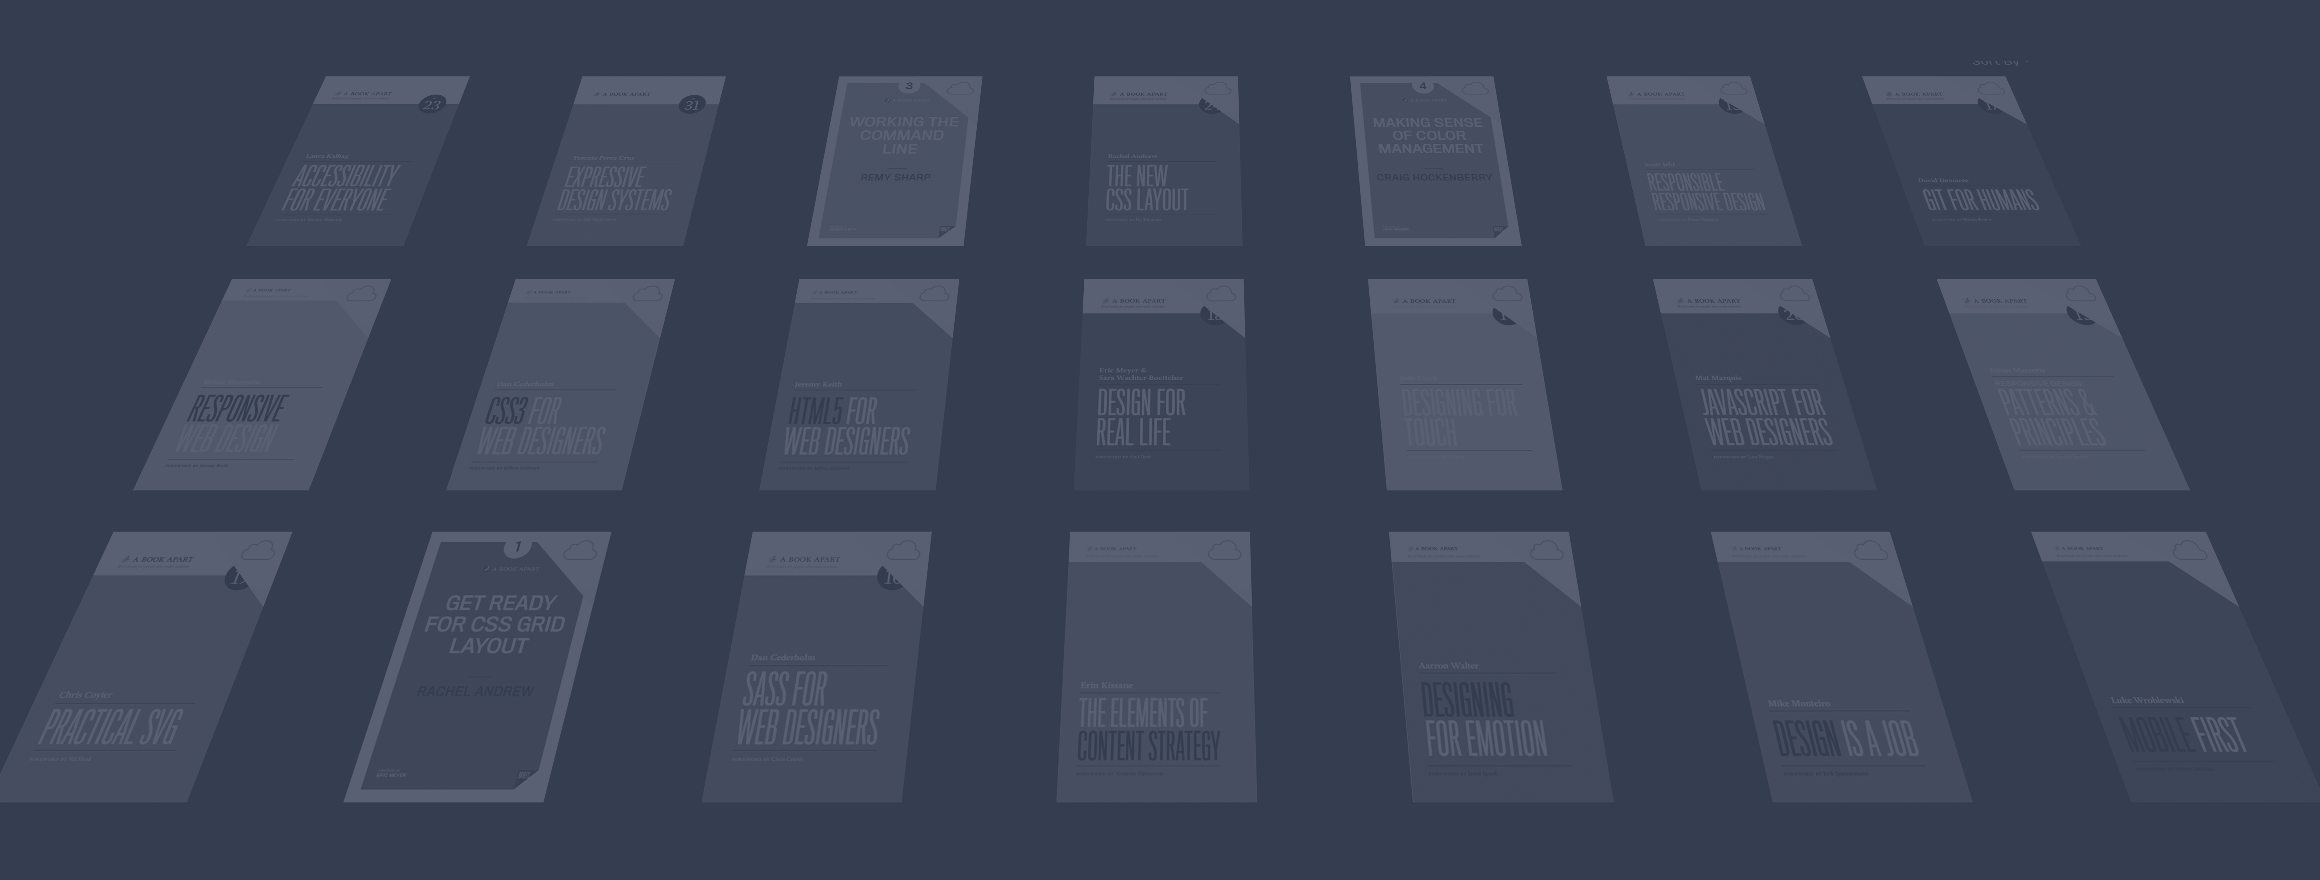 A BOOK APART
23
Laura Kalbag
ACCESSIBILITY
FOR EVERYONE
A BOOK APART
31
Yesenia Perez-Cruz
EXPRESSIVE
DESIGN SYSTEMS
3
WORKING THE
COMMAND
LINE
REMY SHARP
A BOOK APART
Rachel Andrew
THE NEW
CSS LAYOUT
4
MAKING SENSE
OF COLOR
MANAGEMENT
CRAIG HOCKENBERRY
A BOOK APART
RESPONSIBLE
RESPONSIVE DESIGN
A BOOK APART
David Demaree
GIT FOR HUMANS
A BOOK APART
RESPONSIVE
WEB DESIGN
A BOOK APART
Dan Cederholm
CSS3 FOR
WEB DESIGNERS
A BOOK APART
Jeremy Keith
HTML5 FOR
WEB DESIGNERS
A BOOK APART
Eric Meyer &
Sara Wachter-Boettcher
DESIGN FOR
REAL LIFE
A BOOK APART
DESIGNING FOR
TOUCH
A BOOK APART
Mat Marquis
JAVASCRIPT FOR
WEB DESIGNERS
A BOOK APART
PATTERNS &
PRINCIPLES
A BOOK APART
Chris Coyier
PRACTICAL SVG
1
A BOOK APART
GET READY
FOR CSS GRID
LAYOUT
RACHEL ANDREW
ERIC MEYER
A BOOK APART
Dan Cederholm
SASS FOR
WEB DESIGNERS
A BOOK APART
Erin Kissane
THE ELEMENTS OF
CONTENT STRATEGY
A BOOK APART
Aarron Walter
DESIGNING
FOR EMOTION
A BOOK APART
Mike Monteiro
DESIGN IS A JOB
A BOOK APART
Luke Wroblewski
MOBILE FIRST